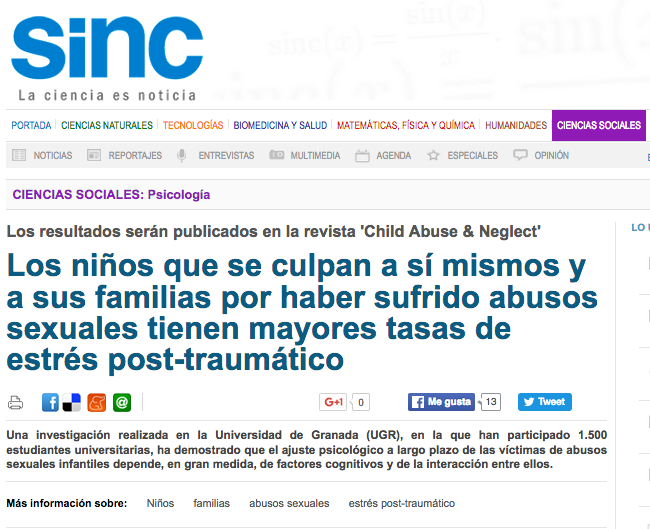 sinc
La ciencia es noticia
sinc(x) = sin(x)
x
PORTADA CIENCIAS NATURALES TECNOLOGÍAS BIOMEDICINA Y SALUD MATEMÁTICAS, FÍSICA Y QUÍMICA HUMANIDADES CIENCIAS SOCIALES
NOTICIAS REPORTAJES ENTREVISTAS MULTIMEDIA AGENDA ESPECIALES OPINIÓN
CIENCIAS SOCIALES: Psicología
Los resultados serán publicados en la revista 'Child Abuse & Neglect'
LO
Los niños que se culpan a sí mismos y
a sus familias por haber sufrido abusos
sexuales tienen mayores tasas de
estrés post-traumático
G+1 0 Me gusta 13 Tweet
Una investigación realizada en la Universidad de Granada (UGR), en la que han participado 1.500
estudiantes universitarias, ha demostrado que el ajuste psicológico a largo plazo de las víctimas de abusos
sexuales infantiles depende, en gran medida, de factores cognitivos y de la interacción entre ellos.
Más información sobre: Niños familias abusos sexuales estrés post-traumático